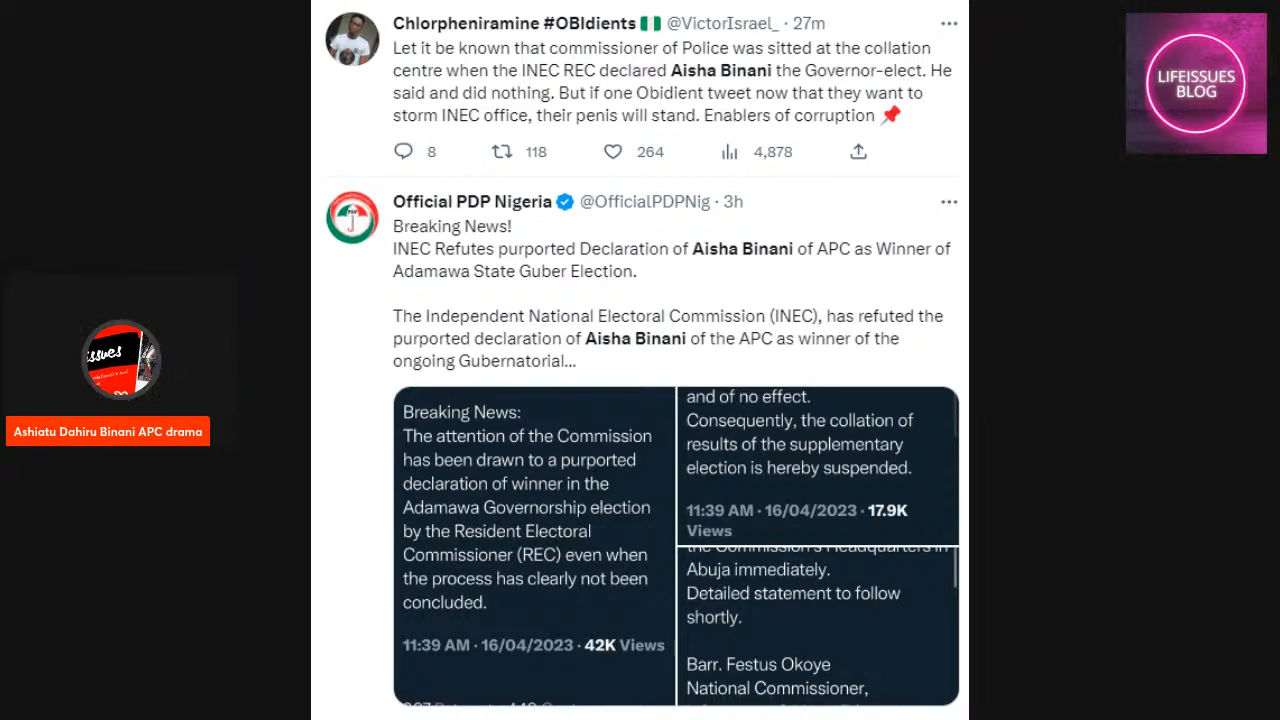 Chlorpheniramine #OBIdients @VictorIsrael_ · 27m
Let it be known that commissioner of Police was sitted at the collation
centre when the INEC REC declared Aisha Binani the Governor-elect. He
said and did nothing. But if one Obidient tweet now that they want to
storm INEC office, their penis will stand. Enablers of corruption
8 118 264 4,878
Official PDP Nigeria @OfficialPDPNig · 3h
Breaking News!
INEC Refutes purported Declaration of Aisha Binani of APC as Winner of
Adamawa State Guber Election.
The Independent National Electoral Commission (INEC), has refuted the
purported declaration of Aisha Binani of the APC as winner of the
ongoing Gubernatorial...
Breaking News:
The attention of the Commission
has been drawn to a purported
declaration of winner in the
Adamawa Governorship election
by the Resident Electoral
Commissioner (REC) even when
the process has clearly not been
concluded.
11:39 AM · 16/04/2023 · 42K Views
and of no effect.
Consequently, the collation of
results of the supplementary
election is hereby suspended.
11:39 AM · 16/04/2023 · 17.9K
Views
the Commission's Headquarters in
Abuja immediately.
Detailed statement to follow
shortly.
Barr. Festus Okoye
National Commissioner,
LIFEISSUES
BLOG
issues
Ashiatu Dahiru Binani APC drama